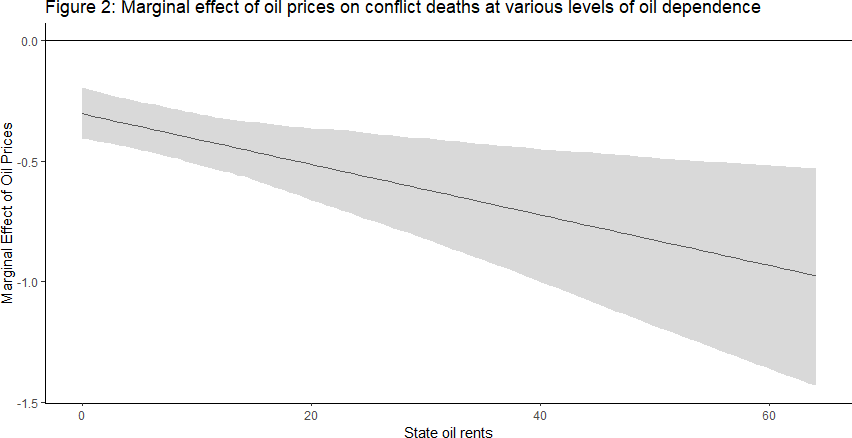 Figure 2: Marginal effect of oil prices on conflict deaths at various levels of oil dependence
0.0
-0.5
-1.0
-1.5
Marginal Effect of Oil Prices
0
20
40
60
State oil rents